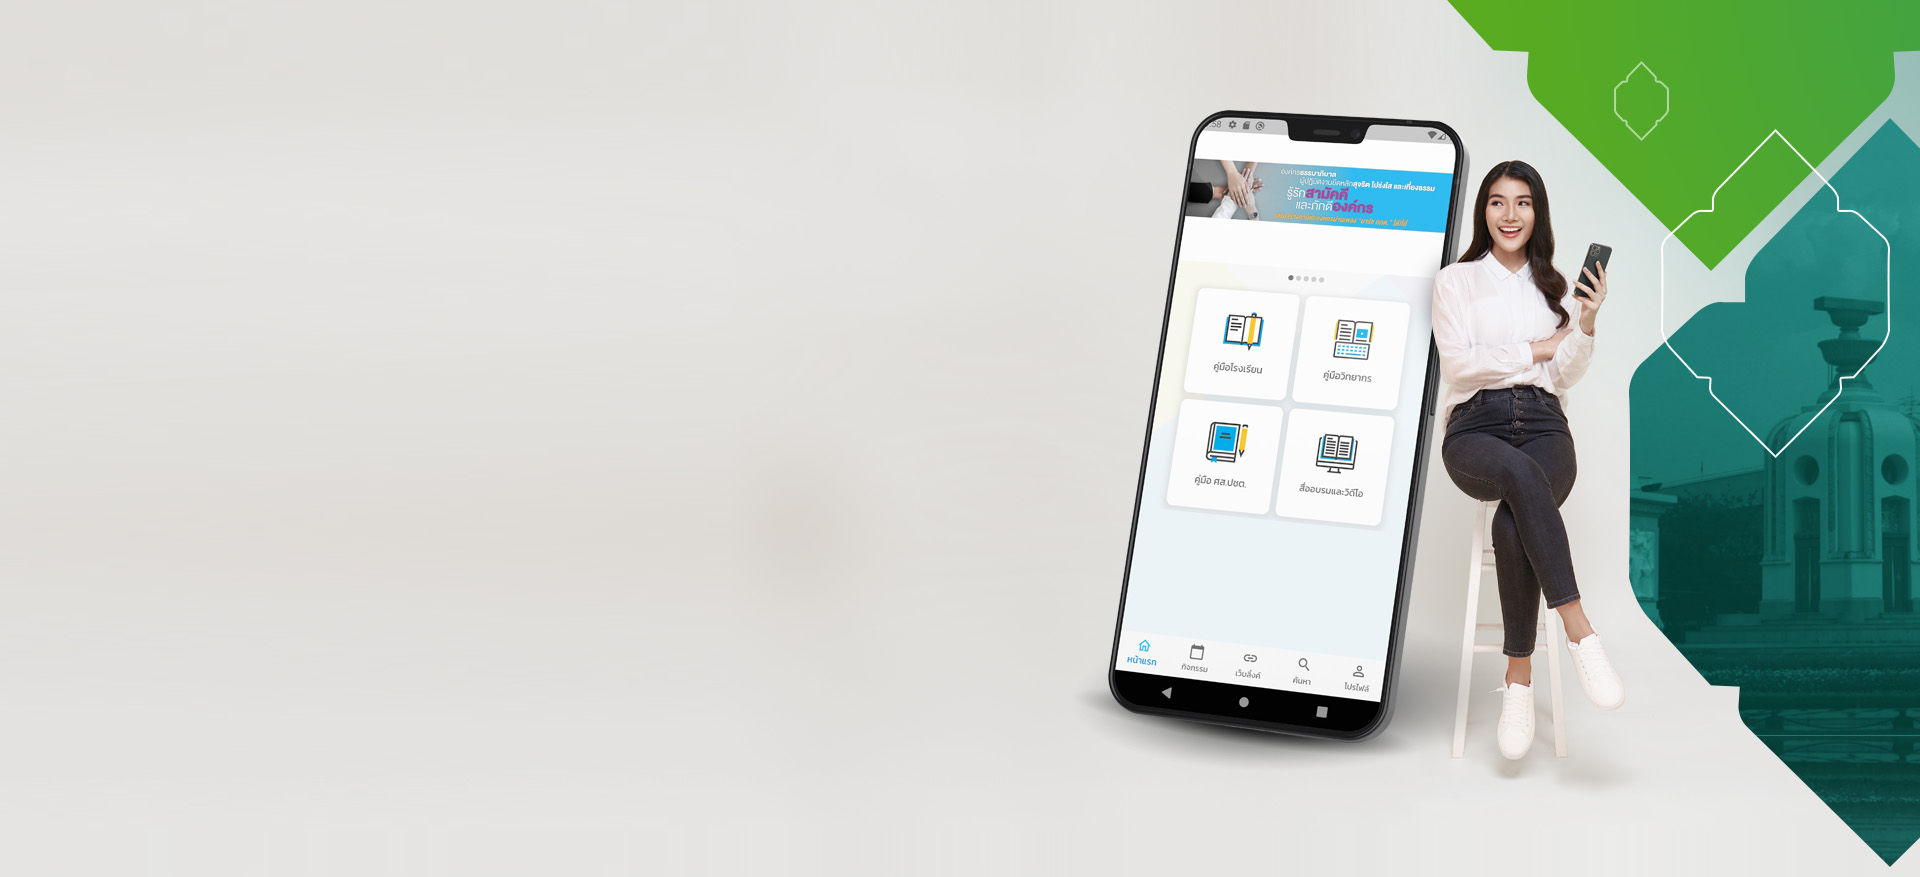 :58
องค์กรธรรมาภิบาล
ผู้ปฏิบัติงานยึดหลักสุจริต โปร่งใส และเที่ยงธรรม
รู้รักสามัคคี
และภักดีองค์กร
คู่มือโรงเรียน
คู่มือวิทยากร
คู่มือ ศส.ปชต.
สื่ออบรมและวิดีโอ
หน้าแรก
กิจกรรม
เว็บลิ้งค์
ค้นหา
โปรไฟล์